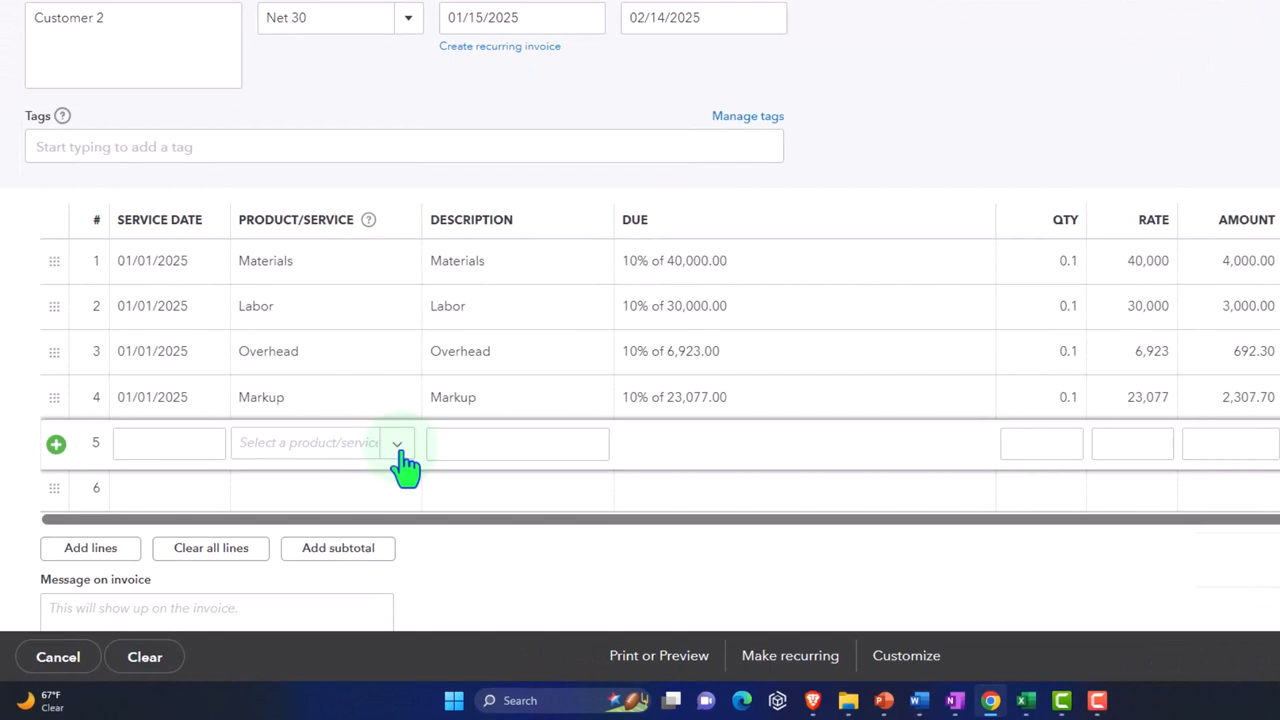 Customer 2
Net 30
01/15/2025
02/14/2025
Create recurring invoice
Tags ?
Manage tags
Start typing to add a tag
# SERVICE DATE PRODUCT/SERVICE ? DESCRIPTION DUE QTY RATE AMOUNT
1 01/01/2025 Materials Materials 10% of 40,000.00 0.1 40,000 4,000.00
2 01/01/2025 Labor Labor 10% of 30,000.00 0.1 30,000 3,000.00
3 01/01/2025 Overhead Overhead 10% of 6,923.00 0.1 6,923 692.30
4 01/01/2025 Markup Markup 10% of 23,077.00 0.1 23,077 2,307.70
5 Select a product/service
6
Add lines Clear all lines Add subtotal
Message on invoice
This will show up on the invoice.
Cancel Clear Print or Preview Make recurring Customize
67°F
Clear
Search